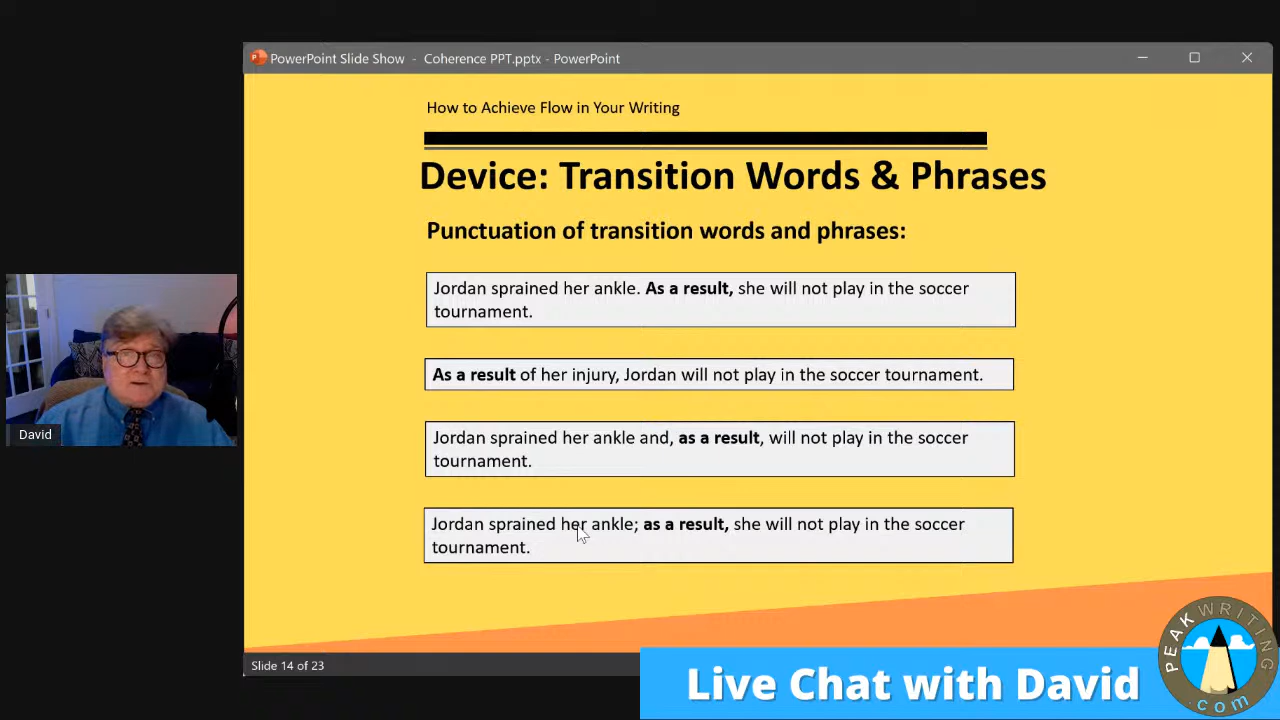 PowerPoint Slide Show - Coherence PPT.pptx - PowerPoint
How to Achieve Flow in Your Writing
Device: Transition Words & Phrases
Punctuation of transition words and phrases:
Jordan sprained her ankle. As a result, she will not play in the soccer
tournament.
As a result of her injury, Jordan will not play in the soccer tournament.
Jordan sprained her ankle and, as a result, will not play in the soccer
tournament.
Jordan sprained her ankle; as a result, she will not play in the soccer
tournament.
David
Slide 14 of 23
Live Chat with David
PEAKWRITING
.com